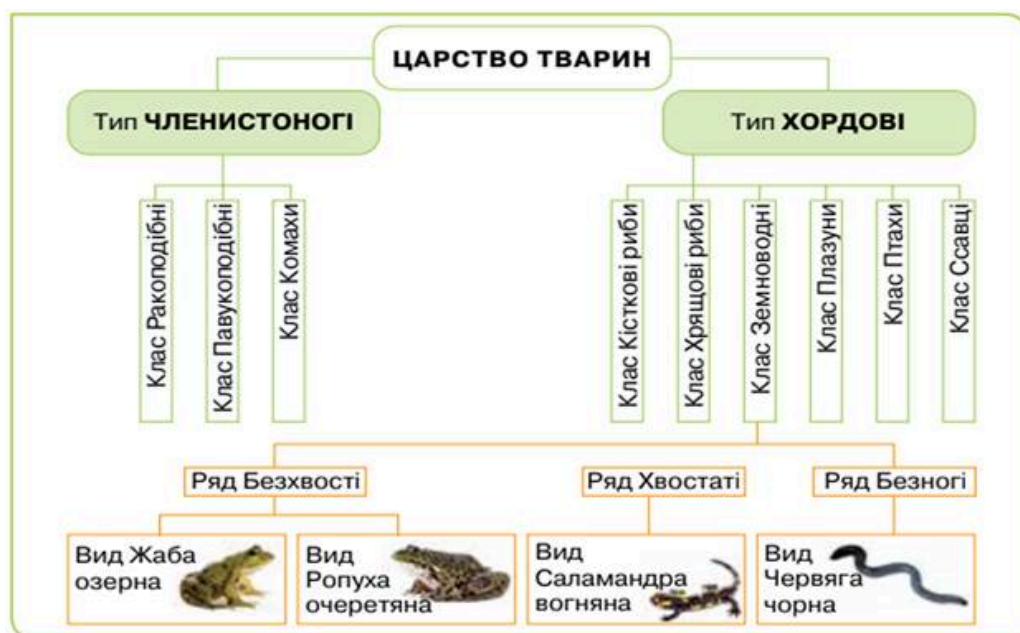 ЦАРСТВО ТВАРИН
Тип ЧЛЕНИСТОНОГІ
Тип ХОРДОВІ
Клас Ракоподібні
Клас Павукоподібні
Клас Комахи
Клас Кісткові риби
Клас Хрящові риби
Клас Земноводні
Клас Плазуни
Клас Птахи
Клас Ссавці
Ряд Безхвості
Ряд Хвостаті
Ряд Безногі
Вид Жаба
озерна
Вид
Ропуха
очеретяна
Вид
Саламандра
вогняна
Вид
Червяга
чорна